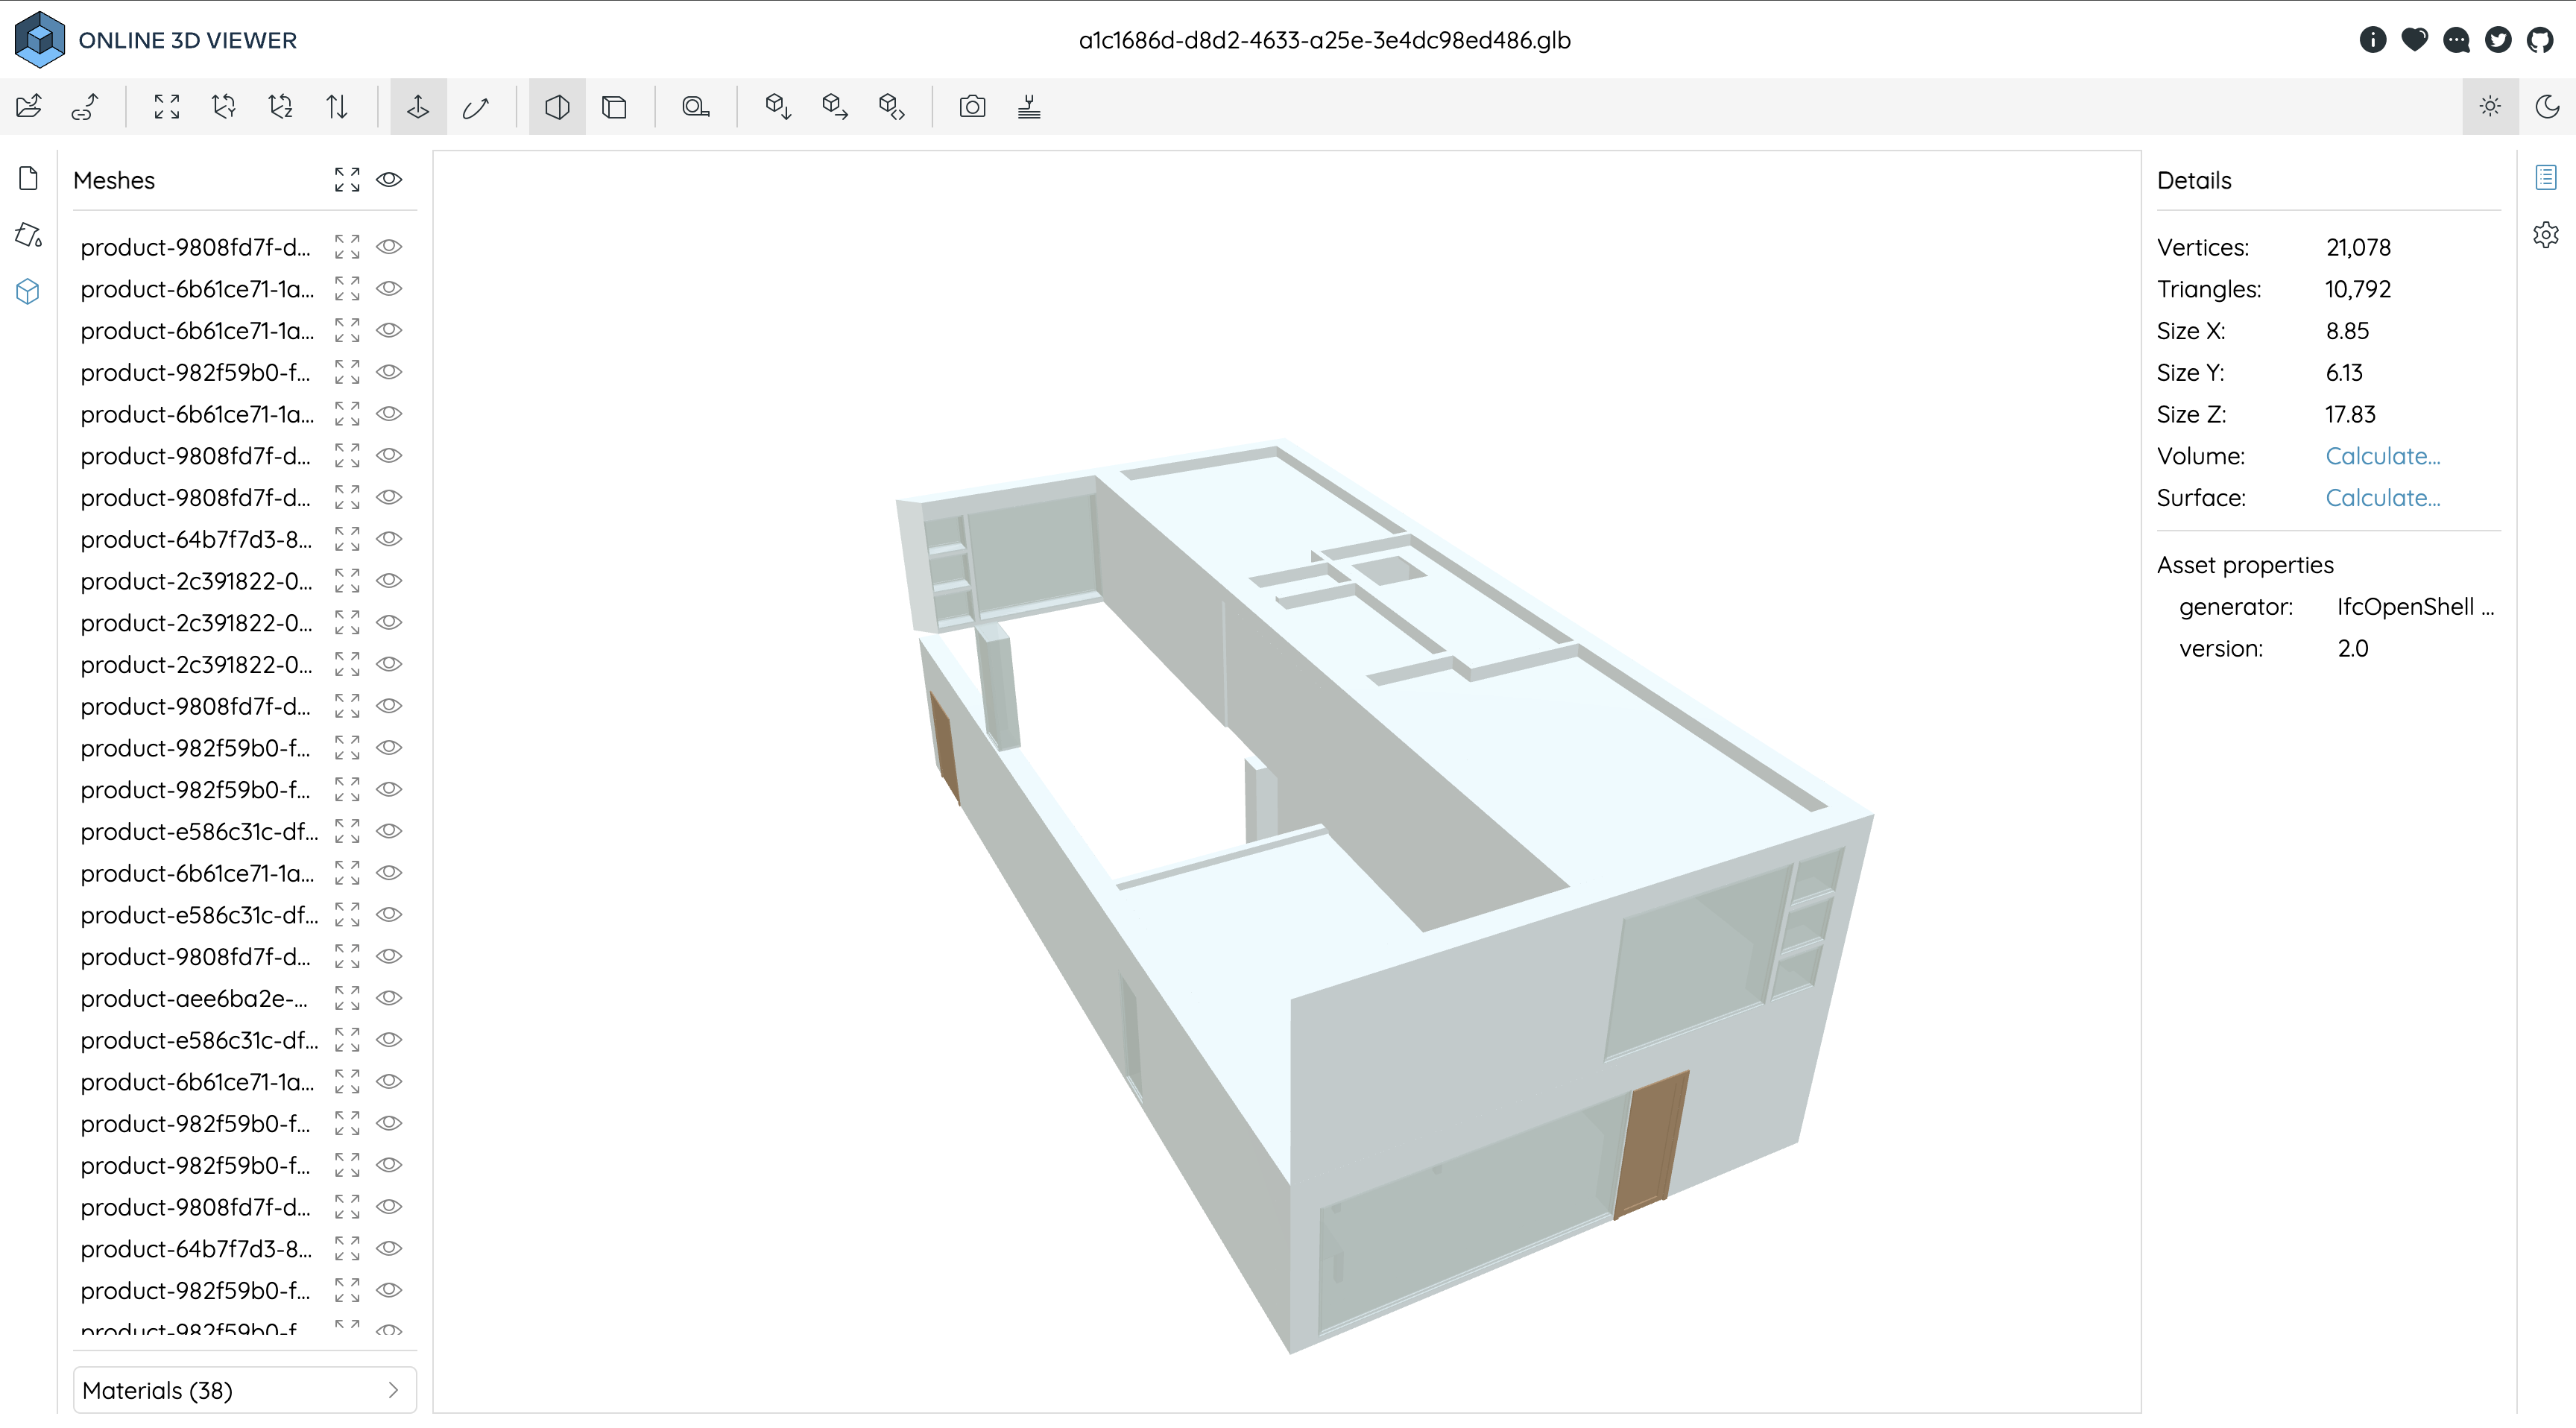 ONLINE 3D VIEWER
a1c1686d-d8d2-4633-a25e-3e4dc98ed486.glb
Meshes
product-9808fd7f-d...
product-6b61ce71-1a...
product-6b61ce71-1a...
product-982f59b0-f...
product-6b61ce71-1a...
product-9808fd7f-d...
product-9808fd7f-d...
product-64b7f7d3-8...
product-2c391822-0...
product-2c391822-0...
product-2c391822-0...
product-9808fd7f-d...
product-982f59b0-f...
product-982f59b0-f...
product-e586c31c-df...
product-6b61ce71-1a...
product-e586c31c-df...
product-9808fd7f-d...
product-aee6ba2e-...
product-e586c31c-df...
product-6b61ce71-1a...
product-982f59b0-f...
product-982f59b0-f...
product-9808fd7f-d...
product-64b7f7d3-8...
product-982f59b0-f...
product-982f59b0-f
Materials (38)
Details
Vertices: 21,078
Triangles: 10,792
Size X: 8.85
Size Y: 6.13
Size Z: 17.83
Volume: Calculate...
Surface: Calculate...
Asset properties
generator: IfcOpenShell ...
version: 2.0